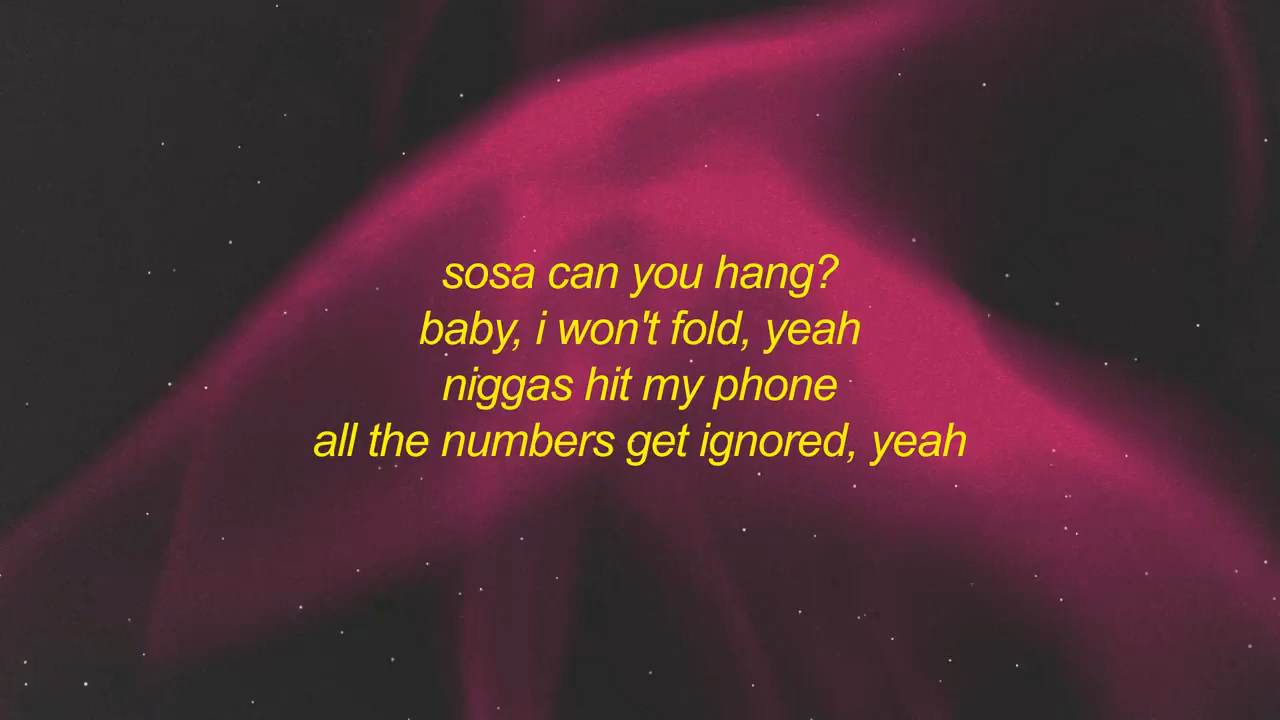 sosa can you hang?
baby, i won't fold, yeah
niggas hit my phone
all the numbers get ignored, yeah